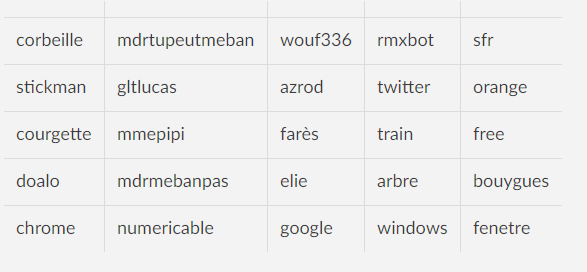 corbeille mdrtupeutmeban wouf336 rmxbot sfr
stickman gltlucas azrod twitter orange
courgette mmepipi farès train free
doalo mdrmebanpas elie arbre bouygues
chrome numericable google windows fenetre